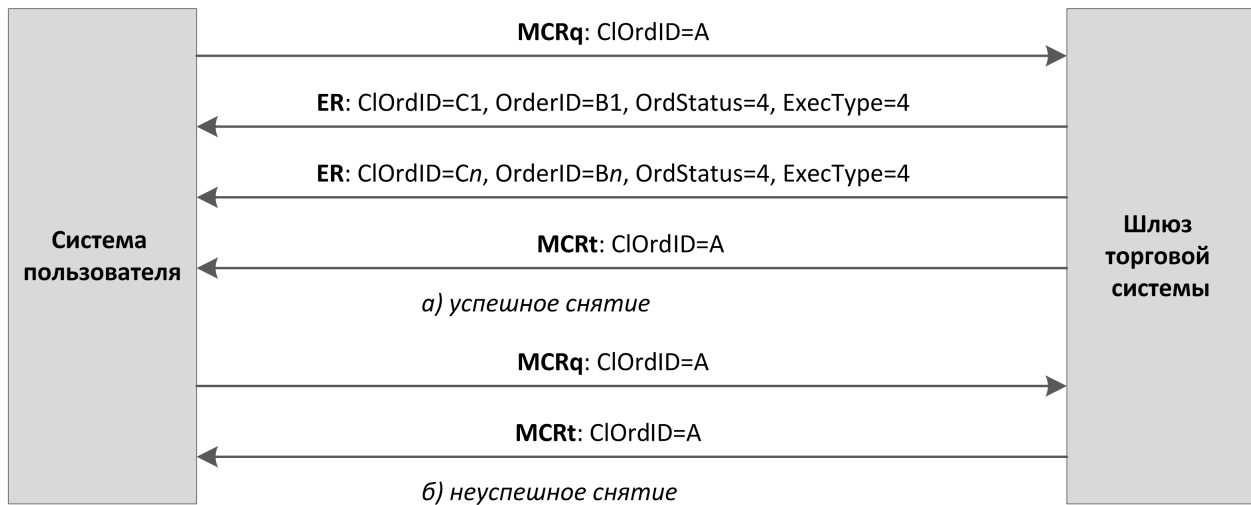 MCRq: ClOrdID=A
ER: ClOrdID=C1, OrderID=B1, OrdStatus=4, ExecType=4
ER: ClOrdID=Cn, OrderID=Bn, OrdStatus=4, ExecType=4
Система
пользователя
MCRt: ClOrdID=A
Шлюз
торговой
системы
а) успешное снятие
MCRq: ClOrdID=A
MCRt: ClOrdID=A
б) неуспешное снятие